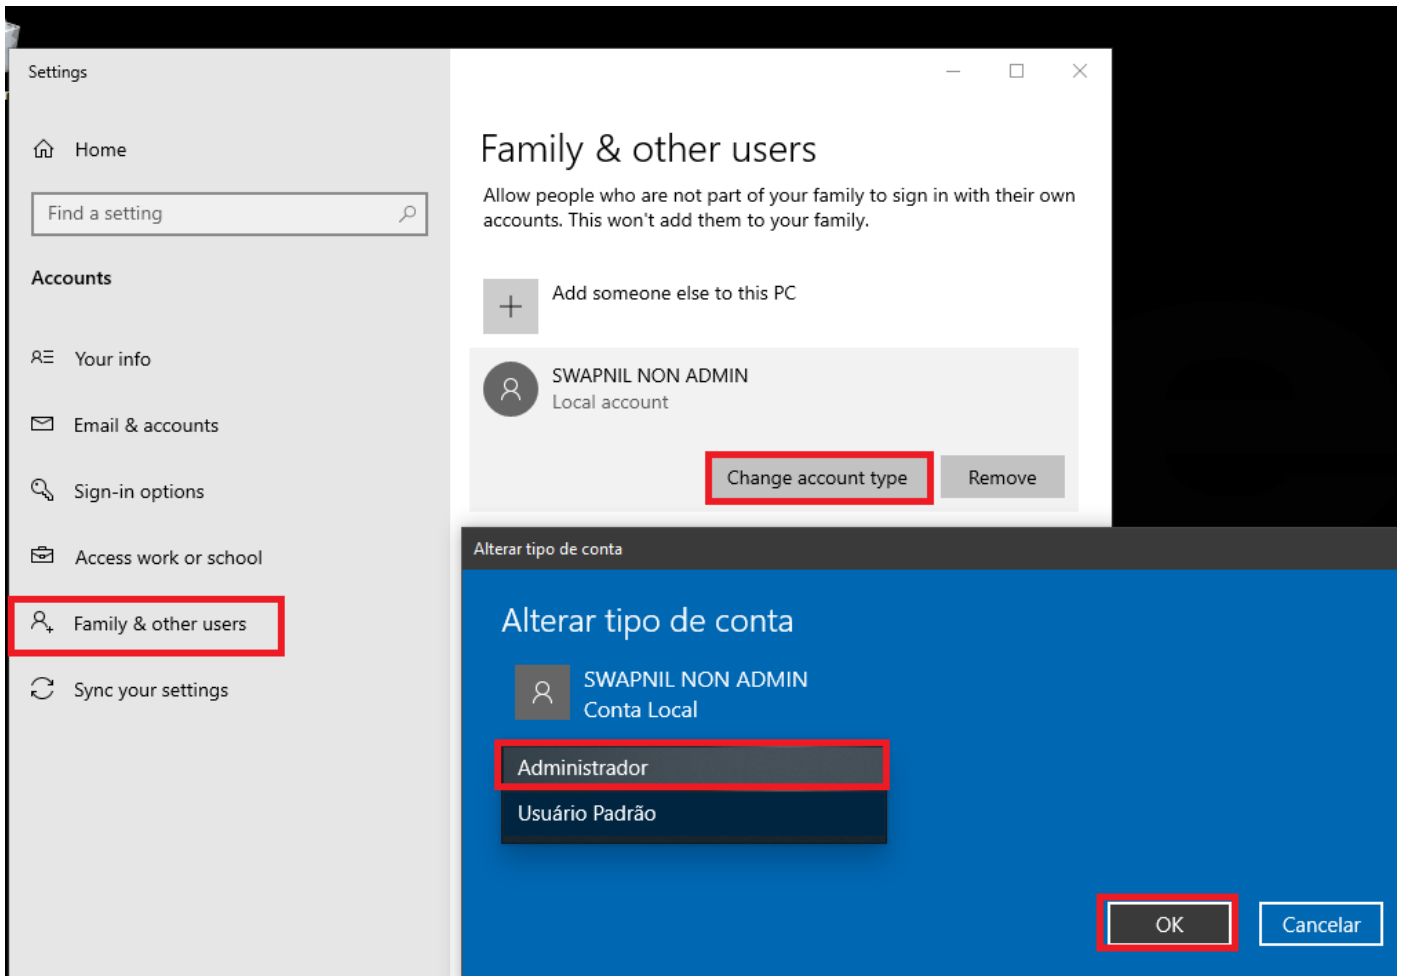 Settings
Home
Find a setting
Accounts
Your info
Email & accounts
Sign-in options
Access work or school
Family & other users
Sync your settings
Family & other users
Allow people who are not part of your family to sign in with their own
accounts. This won't add them to your family.
Add someone else to this PC
SWAPNIL NON ADMIN
Local account
Change account type
Remove
Alterar tipo de conta
Alterar tipo de conta
SWAPNIL NON ADMIN
Conta Local
Administrador
Usuário Padrão
OK
Cancelar